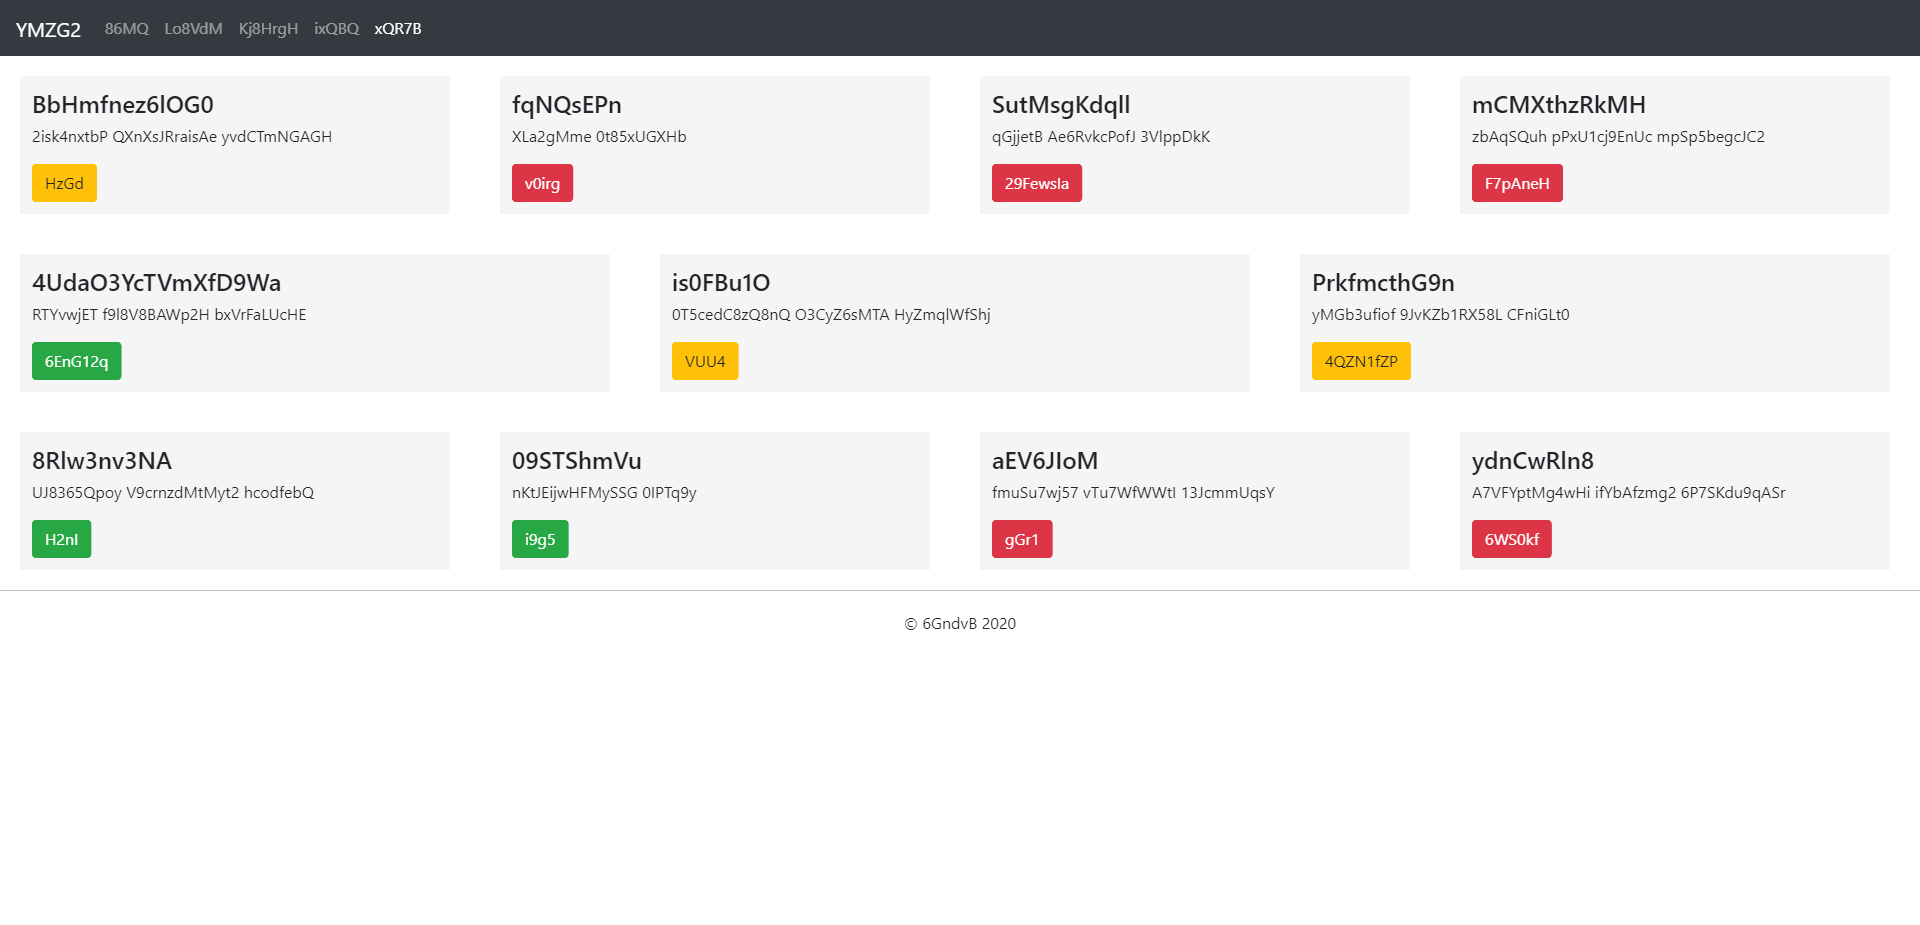 YMZG2 86MQ Lo8VdM Kj8HrgH ixQBQ xQR7B
BbHmfnez6lOG0
2isk4nxtbP QXnXsJRraisAe yvdCTmNGAGH
HzGd
fqNQsEPn
XLa2gMme 0t85xUGXHb
v0irg
SutMsgKdqll
qGjjetB Ae6RvkcPofJ 3VlppDkK
29Fewsla
mCMXthzRkMH
zbAqSQuh pPxU1cj9EnUc mpSp5begcJC2
F7pAneH
4UdaO3YcTVmXfD9Wa
RTYvwjET f9l8V8BAWp2H bxVrFaLUcHE
6EnG12q
is0FBu1O
0T5cedC8zQ8nQ O3CyZ6sMTA HyZmqlWfShj
VUU4
PrkfmcthG9n
yMGb3ufiof 9JvKZb1RX58L CFniGLt0
4QZN1fZP
8Rlw3nv3NA
UJ8365Qpoy V9crnzdMtMyt2 hcodfebQ
H2nI
09STShmVu
nKtJEijwHFMySSG 0IPTq9y
i9g5
aEV6JIoM
fmuSu7wj57 vTu7WfWWtI 13JcmmUqsY
gGr1
ydnCwRln8
A7VFYptMg4wHi ifYbAfzmg2 6P7SKdu9qASr
6WS0kf
© 6GndvB 2020